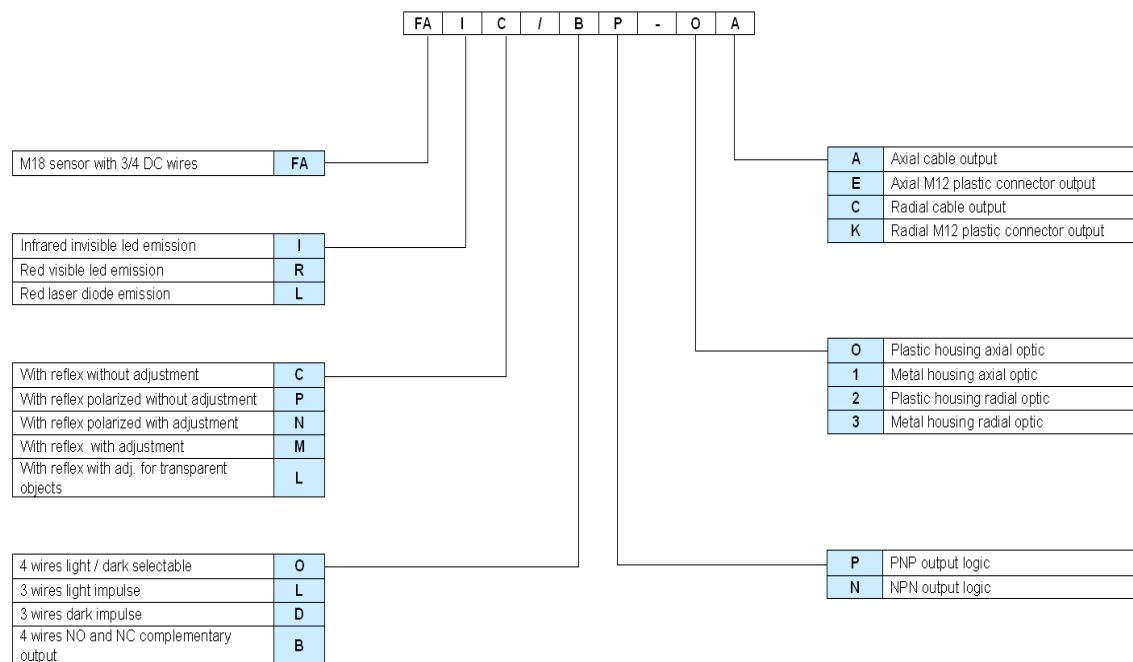 FA I C / B P - O A
M18 sensor with 3/4 DC wires FA
Infrared invisible led emission I
Red visible led emission R
Red laser diode emission L
With reflex without adjustment C
With reflex polarized without adjustment P
With reflex polarized with adjustment N
With reflex with adjustment M
With reflex with adj. for transparent
objects L
4 wires light / dark selectable O
3 wires light impulse L
3 wires dark impulse D
4 wires NO and NC complementary
output B
A Axial cable output
E Axial M12 plastic connector output
C Radial cable output
K Radial M12 plastic connector output
O Plastic housing axial optic
1 Metal housing axial optic
2 Plastic housing radial optic
3 Metal housing radial optic
P PNP output logic
N NPN output logic